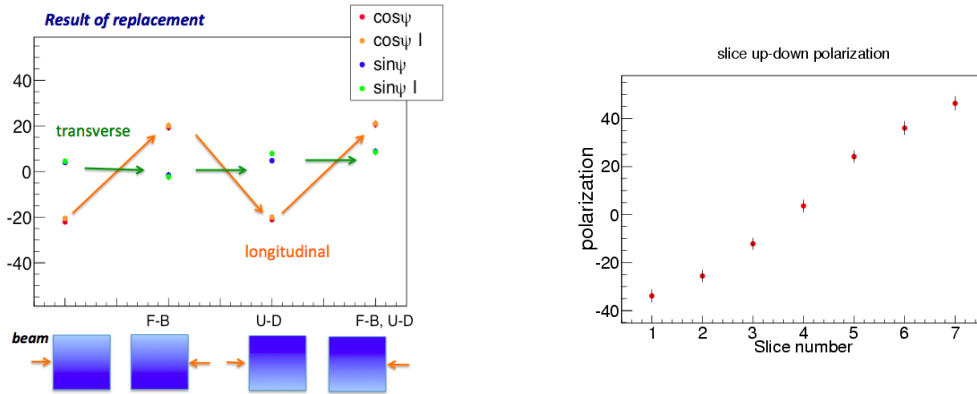 Result of replacement
cosψ
cosψ I
sinψ
sinψ I
40
20
0
-20
-40
transverse
longitudinal
F-B
U-D
F-B, U-D
beam
slice up-down polarization
polarization
40
20
0
-20
-40
1 2 3 4 5 6 7
Slice number